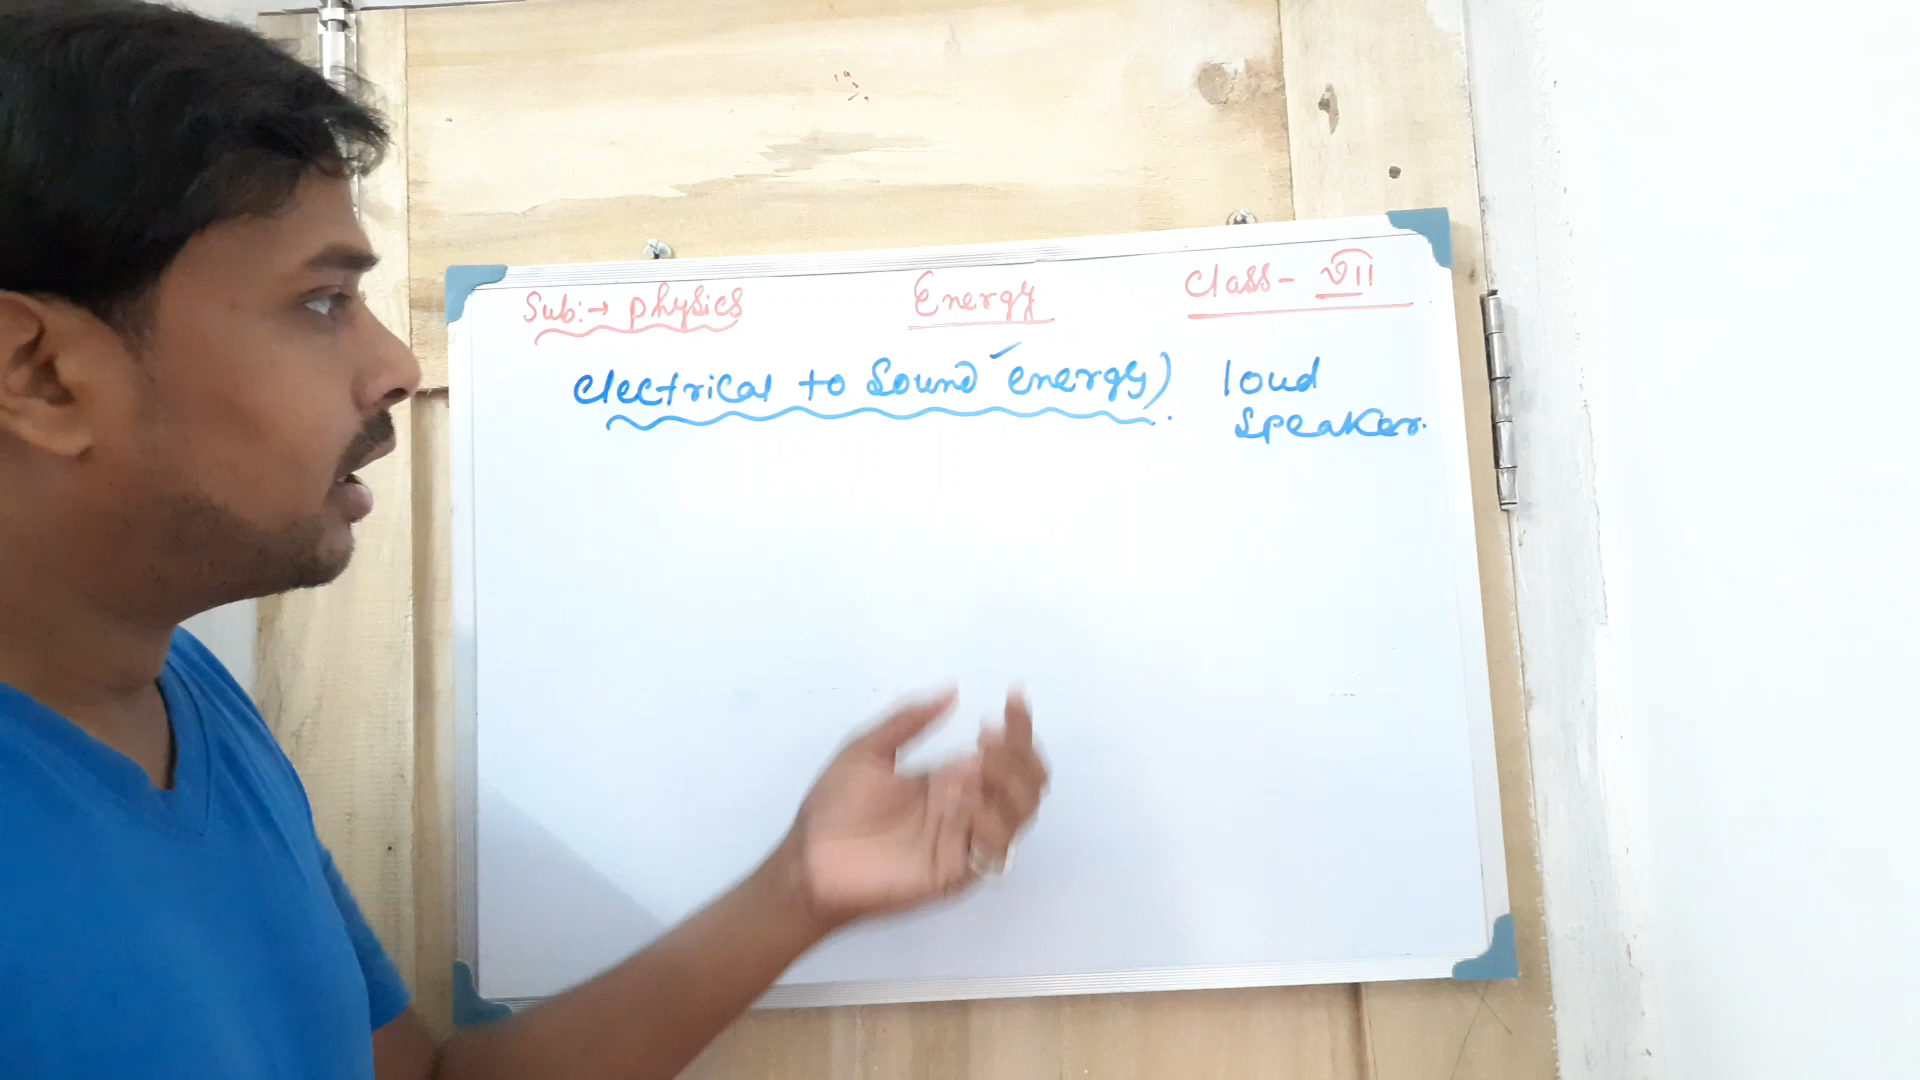 Sub:→ Physics Energy Class - VII
electrical to Sound energy) loud
Speaker.